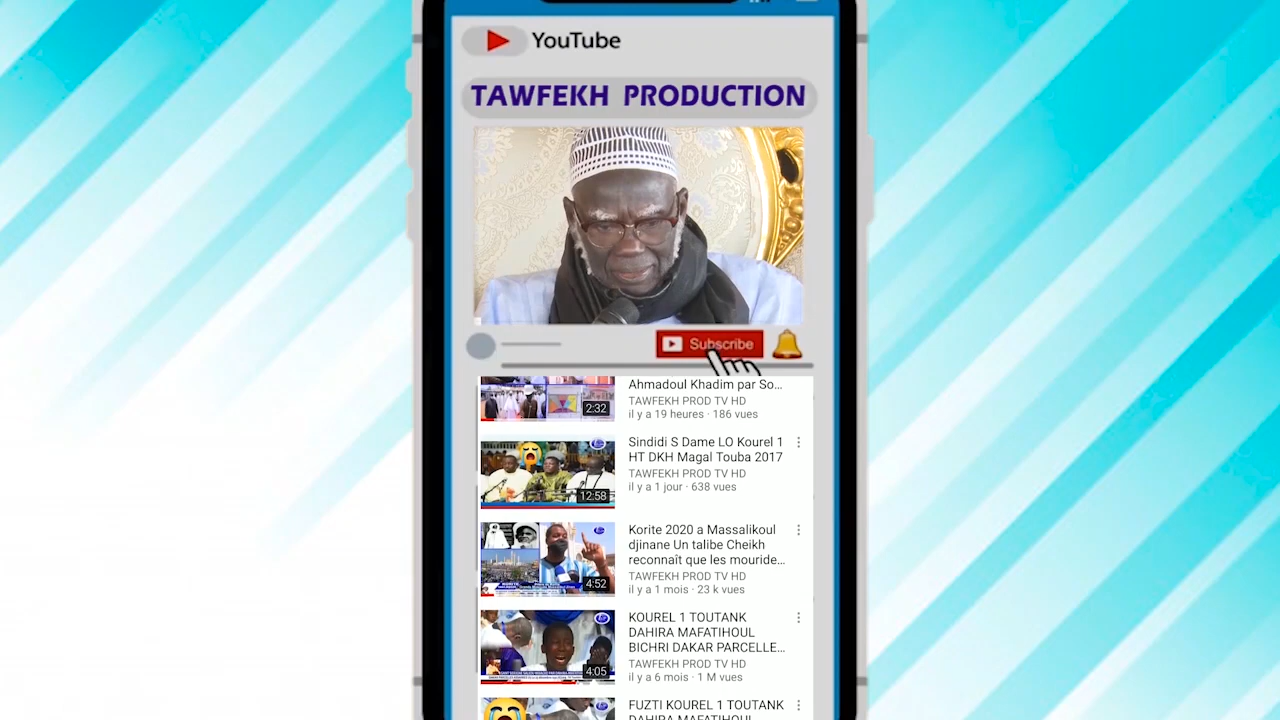 YouTube
TAWFEKH PRODUCTION
Subscribe
Ahmadoul Khadim par So...
TAWFEKH PROD TV HD
il y a 19 heures · 186 vues
2:32
Sindidi S Dame LO Kourel 1
HT DKH Magal Touba 2017
TAWFEKH PROD TV HD
il y a 1 jour · 638 vues
12:58
Korite 2020 a Massalikoul
djinane Un talibe Cheikh
reconnaît que les mouride...
TAWFEKH PROD TV HD
il y a 1 mois · 23 k vues
4:52
KOUREL 1 TOUTANK
DAHIRA MAFATIHOUL
BICHRI DAKAR PARCELLE...
TAWFEKH PROD TV HD
il y a 6 mois · 1 M vues
4:05
FUZTI KOUREL 1 TOUTANK
DAHIRA MAFATIHOUL